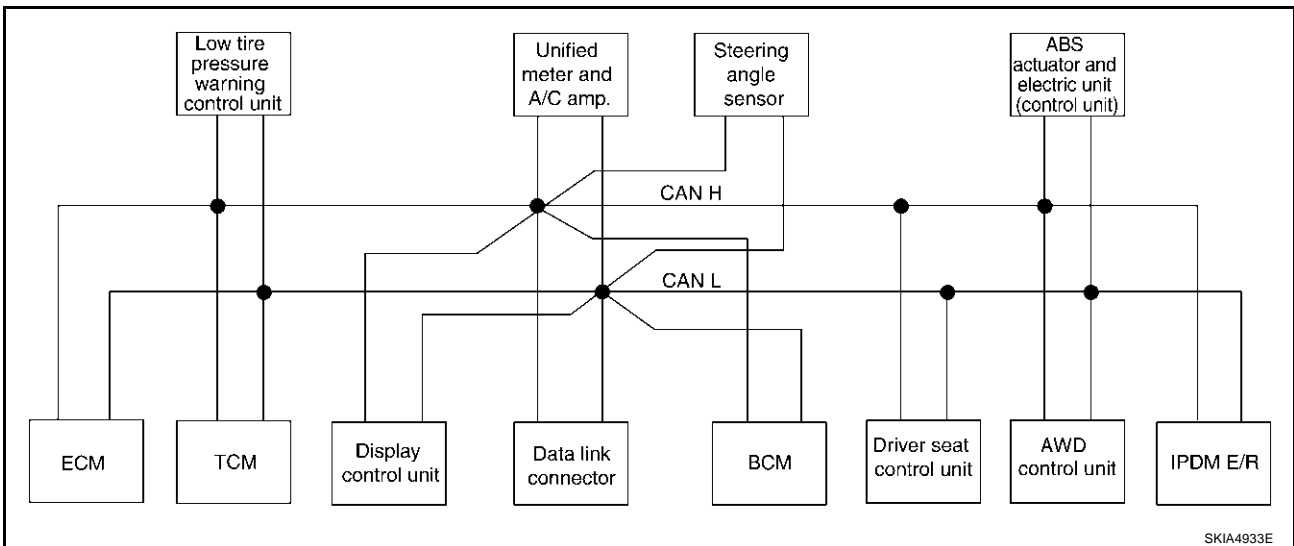 Low tire
pressure
warning
control unit
Unified
meter and
A/C amp.
Steering
angle
sensor
ABS
actuator and
electric unit
(control unit)
CAN H
CAN L
ECM
TCM
Display
control unit
Data link
connector
BCM
Driver seat
control unit
AWD
control unit
IPDM E/R
SKIA4933E